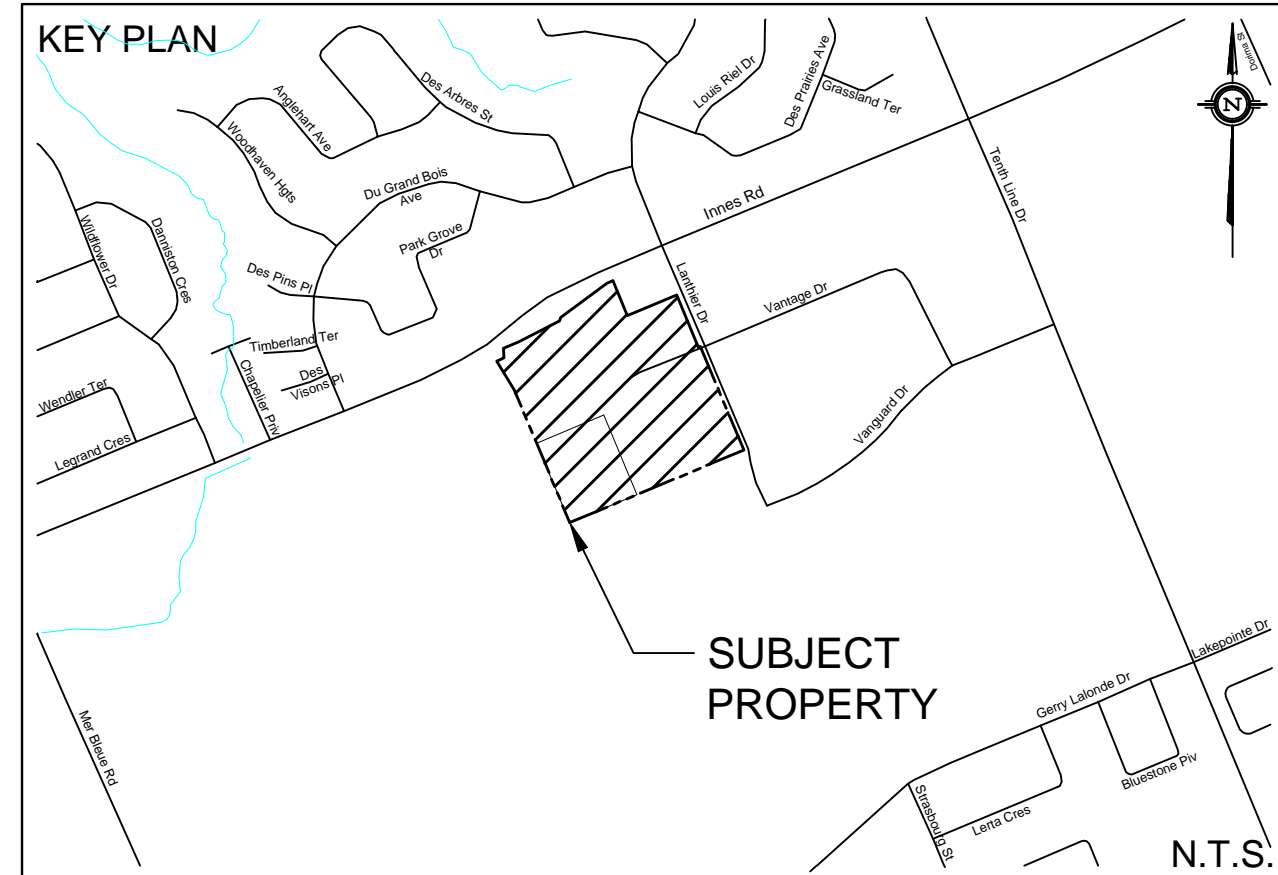 KEY PLAN
Dorima St
Louis Riel Dr
Des Prairies Ave
Grassland Ter
Des Arbres St
Anglehart Ave
Woodhaven Hgts
N
Tenth Line Dr
Du Grand Bois
Ave
Innes Rd
Park Grove
Dr
Wildflower Dr
Danniston Cres
Des Pins Pl
Lanthier Dr
Vantage Dr
Timberland Ter
Chapelier Priv
Des
Visons Pl
Wendler Ter
Legrand Cres
Vanguard Dr
SUBJECT
PROPERTY
Lakepointe Dr
Gerry Lalonde Dr
Mer Bleue Rd
Bluestone Piv
Strasbourg St
Lerta Cres
N.T.S.